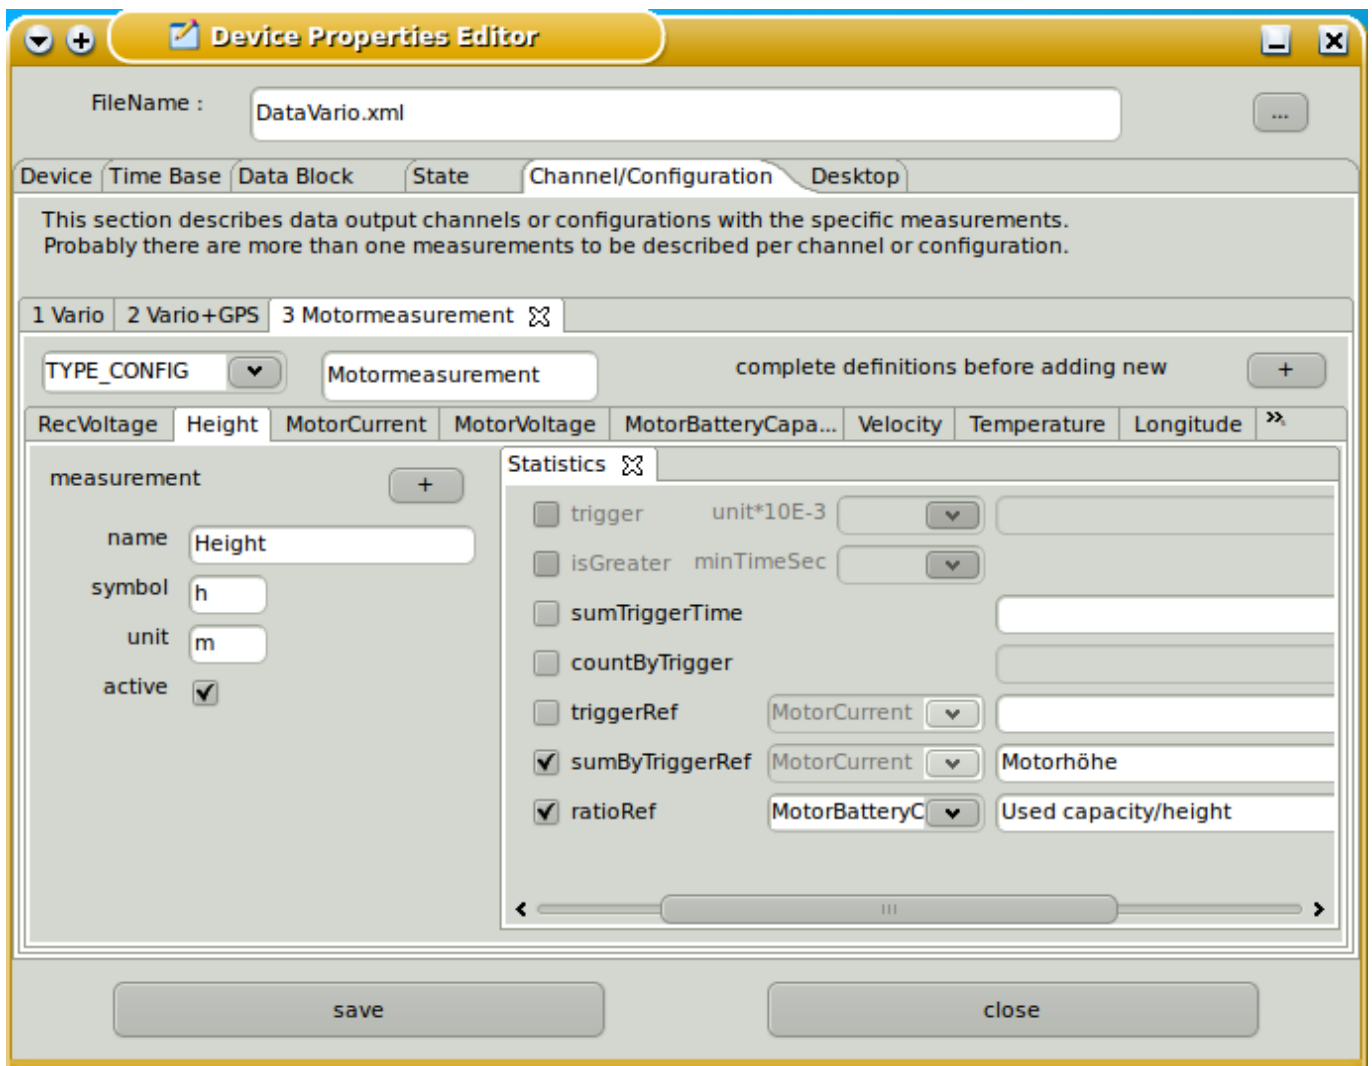 Device Properties Editor
FileName :
DataVario.xml
...
Device Time Base Data Block State Channel/Configuration Desktop
This section describes data output channels or configurations with the specific measurements.
Probably there are more than one measurements to be described per channel or configuration.
1 Vario 2 Vario+GPS 3 Motormeasurement
TYPE_CONFIG Motormeasurement complete definitions before adding new +
RecVoltage Height MotorCurrent MotorVoltage MotorBatteryCapa... Velocity Temperature Longitude
measurement +
name Height
symbol h
unit m
active
Statistics
trigger unit*10E-3
isGreater minTimeSec
sumTriggerTime
countByTrigger
triggerRef MotorCurrent
sumByTriggerRef MotorCurrent Motorhöhe
ratioRef MotorBatteryC Used capacity/height
save close